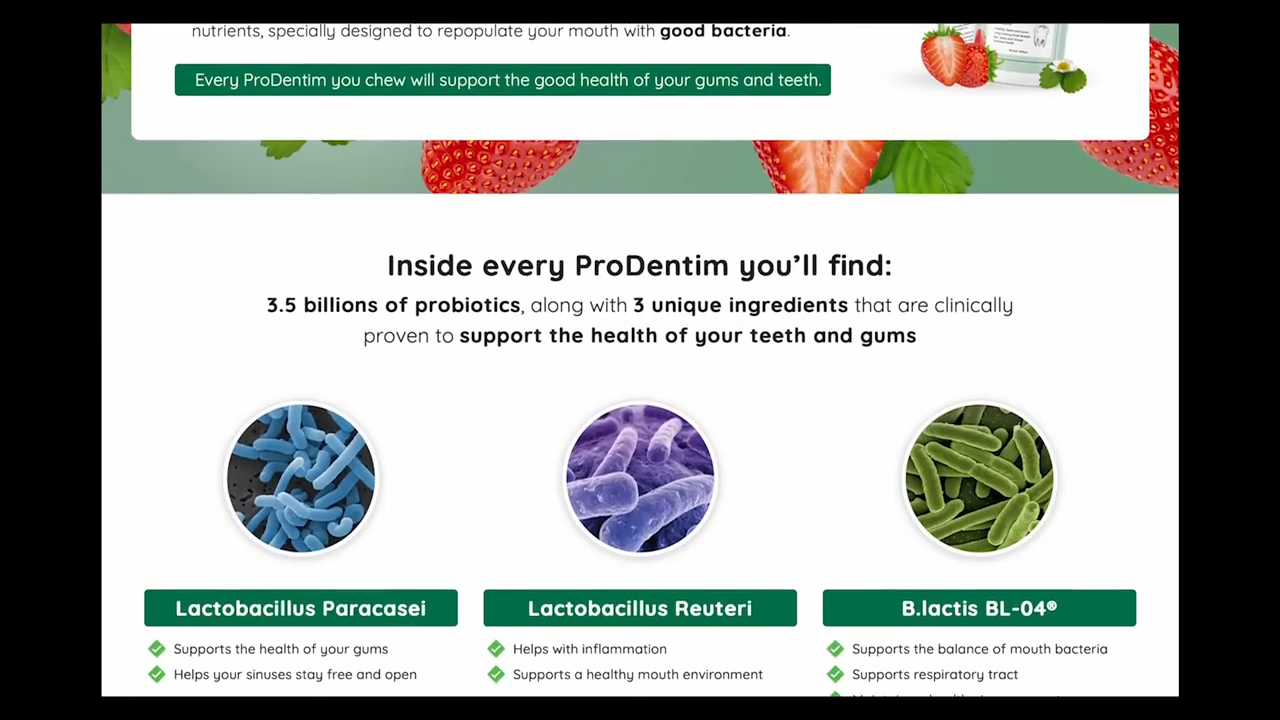 nutrients, specially designed to repopulate your mouth with good bacteria.
Every ProDentim you chew will support the good health of your gums and teeth.
Inside every ProDentim you'll find:
3.5 billions of probiotics, along with 3 unique ingredients that are clinically
proven to support the health of your teeth and gums
Lactobacillus Paracasei
Supports the health of your gums
Helps your sinuses stay free and open
Lactobacillus Reuteri
Helps with inflammation
Supports a healthy mouth environment
B.lactis BL-04®
Supports the balance of mouth bacteria
Supports respiratory tract